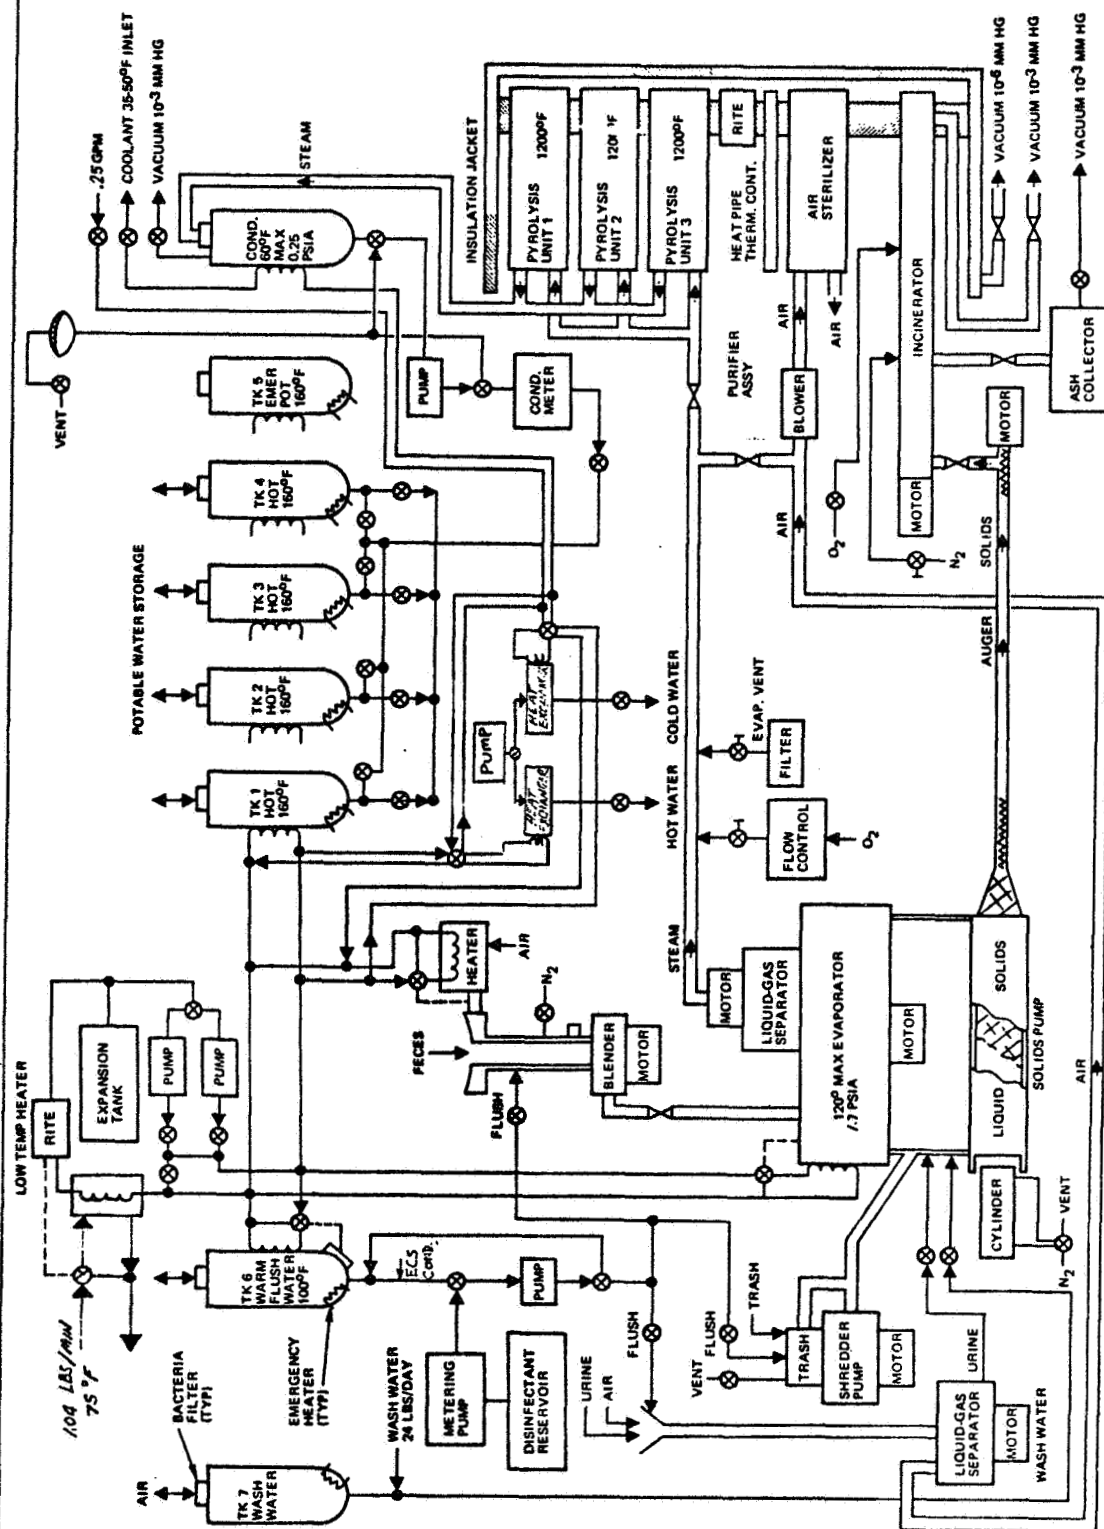 AIR
BACTERIA
FILTER
(TYP)
1.04 LBS/MIN
75 °F
LOW TEMP HEATER
RITE
EXPANSION
TANK
VENT
TK 7
WASH
WATER
EMERGENCY
HEATER
(TYP)
TK 6
WARM
FLUSH
WATER
100°F
PUMP
PUMP
POTABLE WATER STORAGE
TK 1
HOT
160°F
TK 2
HOT
160°F
TK 3
HOT
160°F
TK 4
HOT
160°F
TK 5
EMER
POT
160°F
COND.
60°F
MAX
0.25
PSIA
.25 GPM
COOLANT 35-50°F INLET
VACUUM 10-3 MM HG
STEAM
WASH WATER
24 LBS/DAY
METERING
PUMP
ECS
COND.
PUMP
DISINFECTANT
RESERVOIR
FECES
HEATER
AIR
FLUSH
N2
PUMP
HEAT
EXHANGER
HEAT
EXHANGER
PUMP
COND.
METER
INSULATION JACKET
PYROLYSIS
UNIT 1
1200°F
PYROLYSIS
UNIT 2
PYROLYSIS
UNIT 3
1200°F
RITE
URINE
AIR
FLUSH
BLENDER
MOTOR
HOT WATER
COLD WATER
STEAM
VENT
FLUSH
TRASH
TRASH
SHREDDER
PUMP
MOTOR
MOTOR
LIQUID-GAS
SEPARATOR
FLOW
CONTROL
O2
FILTER
EVAP. VENT
PURIFIER
ASSY
HEAT PIPE
THERM. CONT.
BLOWER
AIR
AIR
AIR
AIR
STERILIZER
120° MAX EVAPORATOR
1.7 PSIA
MOTOR
O2
N2
MOTOR
INCINERATOR
LIQUID-GAS
SEPARATOR
MOTOR
URINE
WASH WATER
CYLINDER
N2
VENT
LIQUID
SOLIDS
SOLIDS PUMP
AUGER
SOLIDS
MOTOR
VACUUM 10-6 MM HG
VACUUM 10-3 MM HG
ASH
COLLECTOR
VACUUM 10-3 MM HG
AIR